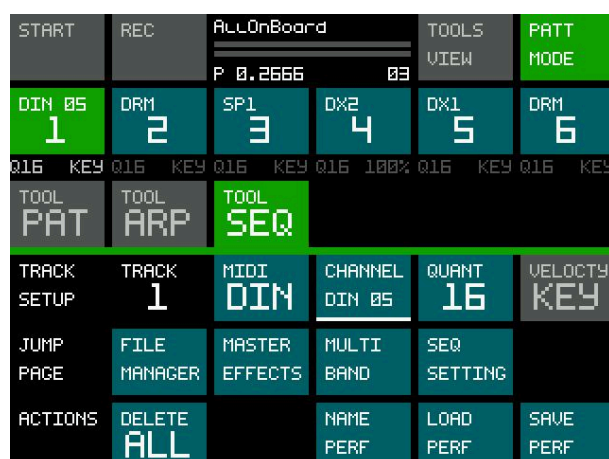 START REC ALLOnBoard TOOLS PATT
VIEW MODE
P 0.2666 03
DIN 05 DRM SP1 DX2 DX1 DRM
1 2 3 4 5 6
Q16 KEY Q16 KEY Q16 KEY Q16 100% Q16 KEY Q16 KEY
TOOL TOOL TOOL
PAT ARP SEQ
TRACK TRACK MIDI CHANNEL QUANT VELOCTY
SETUP 1 DIN DIN 05 16 KEY
JUMP FILE MASTER MULTI SEQ
PAGE MANAGER EFFECTS BAND SETTING
ACTIONS DELETE NAME LOAD SAVE
ALL PERF PERF PERF